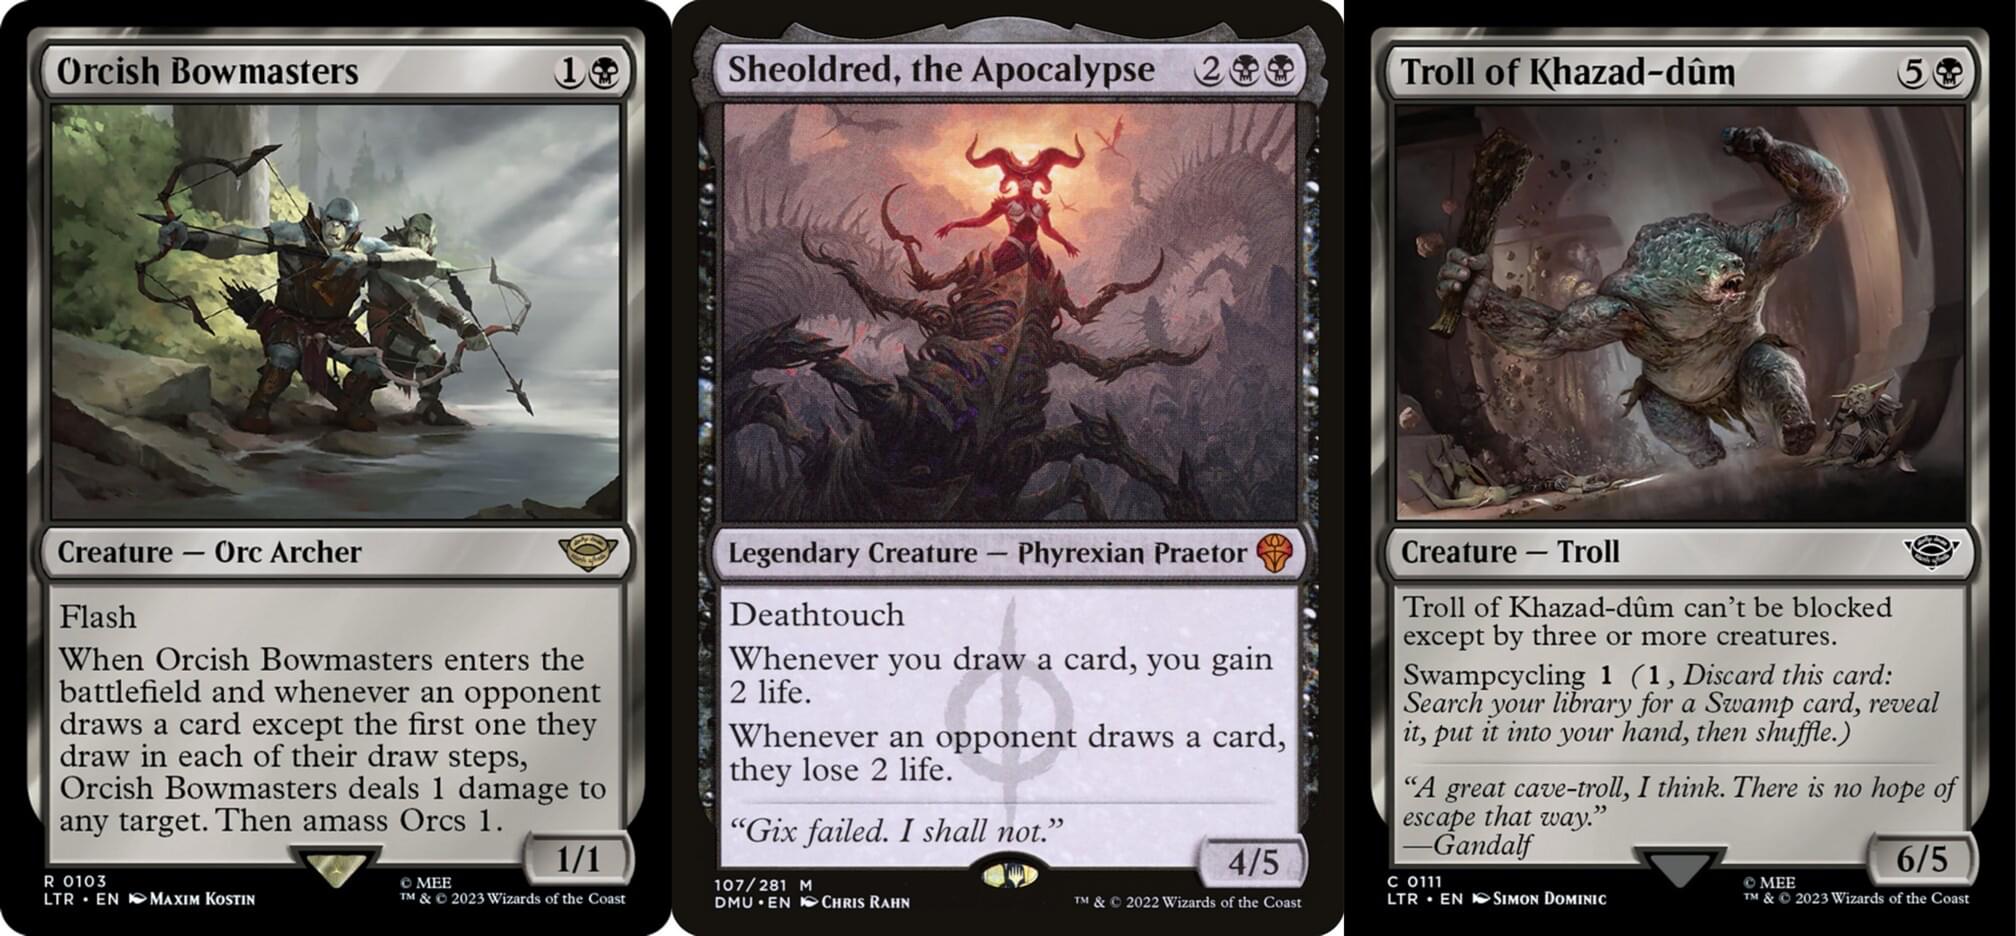 Orcish Bowmasters 1
Creature — Orc Archer
Flash
When Orcish Bowmasters enters the
battlefield and whenever an opponent
draws a card except the first one they
draw in each of their draw steps,
Orcish Bowmasters deals 1 damage to
any target. Then amass Orcs 1.
1/1
R 0103
LTR • EN Maxim Kostin
© MEE
™ & © 2023 Wizards of the Coast
Sheoldred, the Apocalypse 2
Legendary Creature — Phyrexian Praetor
Deathtouch
Whenever you draw a card, you gain
2 life.
Whenever an opponent draws a card,
they lose 2 life.
“Gix failed. I shall not.”
4/5
107/281 M
DMU • EN Chris Rahn
™ & © 2022 Wizards of the Coast
Troll of Khazad-dûm 5
Creature — Troll
Troll of Khazad-dûm can’t be blocked
except by three or more creatures.
Swampcycling 1 (1, Discard this card:
Search your library for a Swamp card, reveal
it, put it into your hand, then shuffle.)
“A great cave-troll, I think. There is no hope of
escape that way.”
—Gandalf
6/5
C 0111
LTR • EN Simon Dominic
© MEE
™ & © 2023 Wizards of the Coast